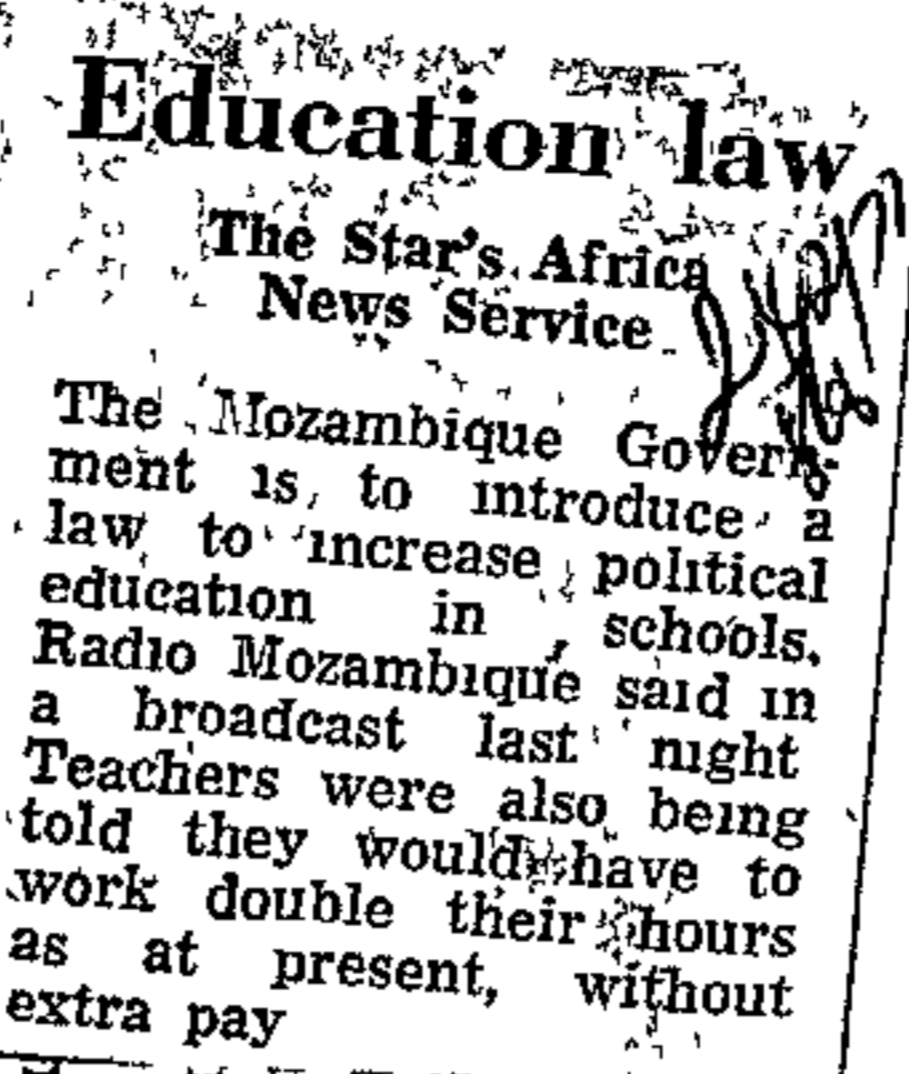 Education law
The Star's Africa
News Service
The Mozambique Govern-
ment is to introduce a
law to increase political
education in schools,
Radio Mozambique said in
a broadcast last night
Teachers were also being
told they would have to
work double their hours
as at present, without
extra pay